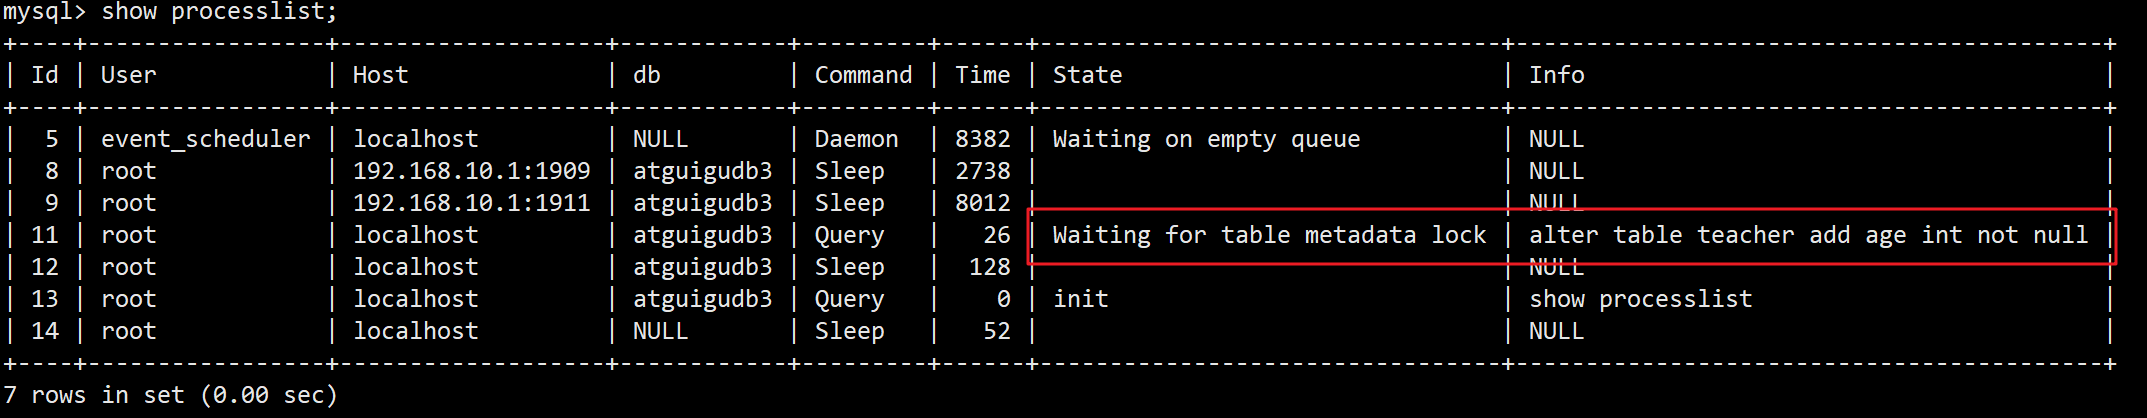 mysql> show processlist;
+----+-----------------+-------------------+------------+---------+------+---------------------------------+------------------------------------------+
| Id | User            | Host              | db         | Command | Time | State                           | Info                                     |
+----+-----------------+-------------------+------------+---------+------+---------------------------------+------------------------------------------+
|  5 | event_scheduler | localhost         | NULL       | Daemon  | 8382 | Waiting on empty queue          | NULL                                     |
|  8 | root            | 192.168.10.1:1909 | atguigudb3 | Sleep   | 2738 |                                 | NULL                                     |
|  9 | root            | 192.168.10.1:1911 | atguigudb3 | Sleep   | 8012 |                                 | NULL                                     |
| 11 | root            | localhost         | atguigudb3 | Query   |   26 | Waiting for table metadata lock | alter table teacher add age int not null |
| 12 | root            | localhost         | atguigudb3 | Sleep   |  128 |                                 | NULL                                     |
| 13 | root            | localhost         | atguigudb3 | Query   |    0 | init                            | show processlist                         |
| 14 | root            | localhost         | NULL       | Sleep   |   52 |                                 | NULL                                     |
+----+-----------------+-------------------+------------+---------+------+---------------------------------+------------------------------------------+
7 rows in set (0.00 sec)